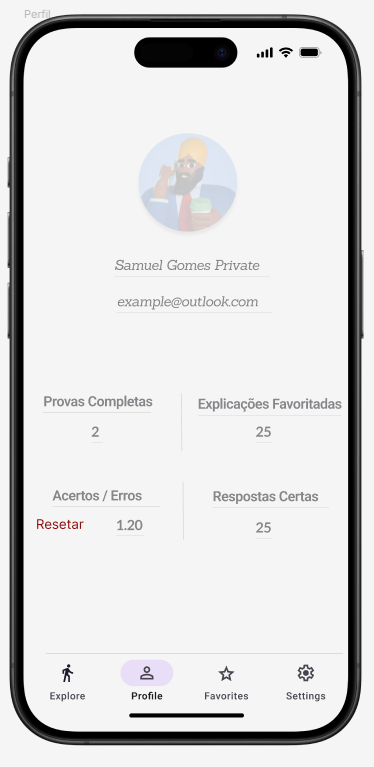 Perfil
Samuel Gomes Private
example@outlook.com
Provas Completas
2
Explicações Favoritadas
25
Acertos / Erros
Resetar 1.20
Respostas Certas
25
Explore Profile Favorites Settings